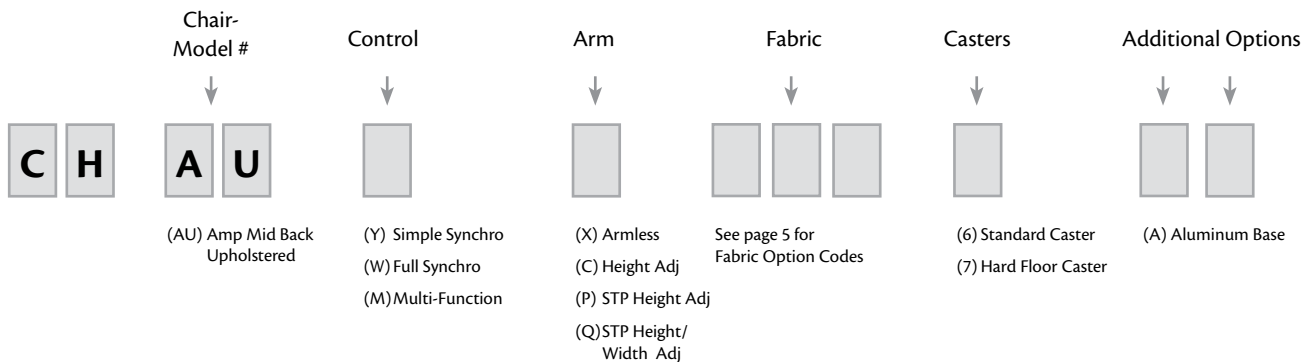 Chair-
Model #
Control
Arm
Fabric
Casters
Additional Options
C H A U
(AU) Amp Mid Back
Upholstered
(Y) Simple Synchro
(W) Full Synchro
(M) Multi-Function
(X) Armless
(C) Height Adj
(P) STP Height Adj
(Q) STP Height/
Width Adj
See page 5 for
Fabric Option Codes
(6) Standard Caster
(7) Hard Floor Caster
(A) Aluminum Base